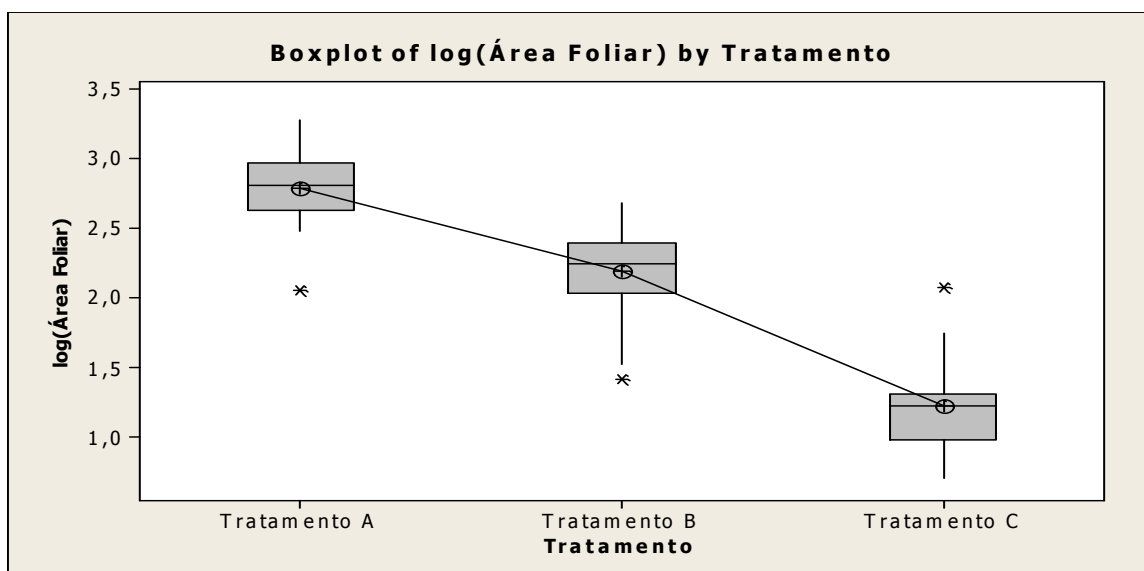 Boxplot of log(Área Foliar) by Tratamento
3,5
3,0
2,5
2,0
1,5
1,0
log(Área Foliar)
Tratamento A
Tratamento B
Tratamento C
Tratamento